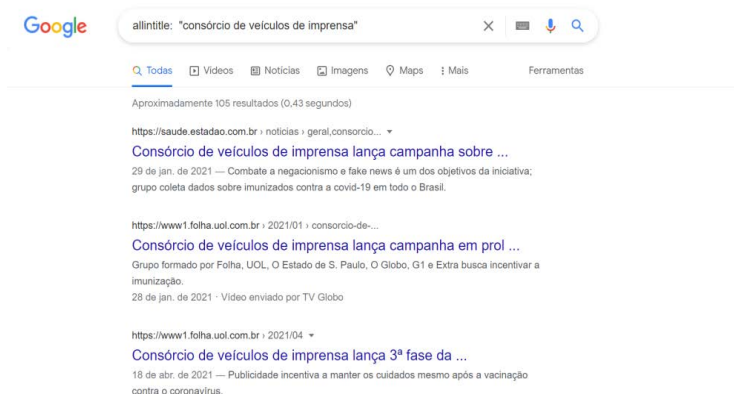 Google
allintitle: "consórcio de veículos de imprensa"
Todas Vídeos Notícias Imagens Maps Mais Ferramentas
Aproximadamente 105 resultados (0,43 segundos)
https://saude.estadao.com.br › noticias › geral,consorcio...
Consórcio de veículos de imprensa lança campanha sobre ...
29 de jan. de 2021 — Combate a negacionismo e fake news é um dos objetivos da iniciativa;
grupo coleta dados sobre imunizados contra a covid-19 em todo o Brasil.
https://www1.folha.uol.com.br › 2021/01 › consorcio-de-...
Consórcio de veículos de imprensa lança campanha em prol ...
Grupo formado por Folha, UOL, O Estado de S. Paulo, O Globo, G1 e Extra busca incentivar a
imunização.
28 de jan. de 2021 · Vídeo enviado por TV Globo
https://www1.folha.uol.com.br › 2021/04
Consórcio de veículos de imprensa lança 3ª fase da ...
18 de abr. de 2021 — Publicidade incentiva a manter os cuidados mesmo após a vacinação
contra o coronavírus.